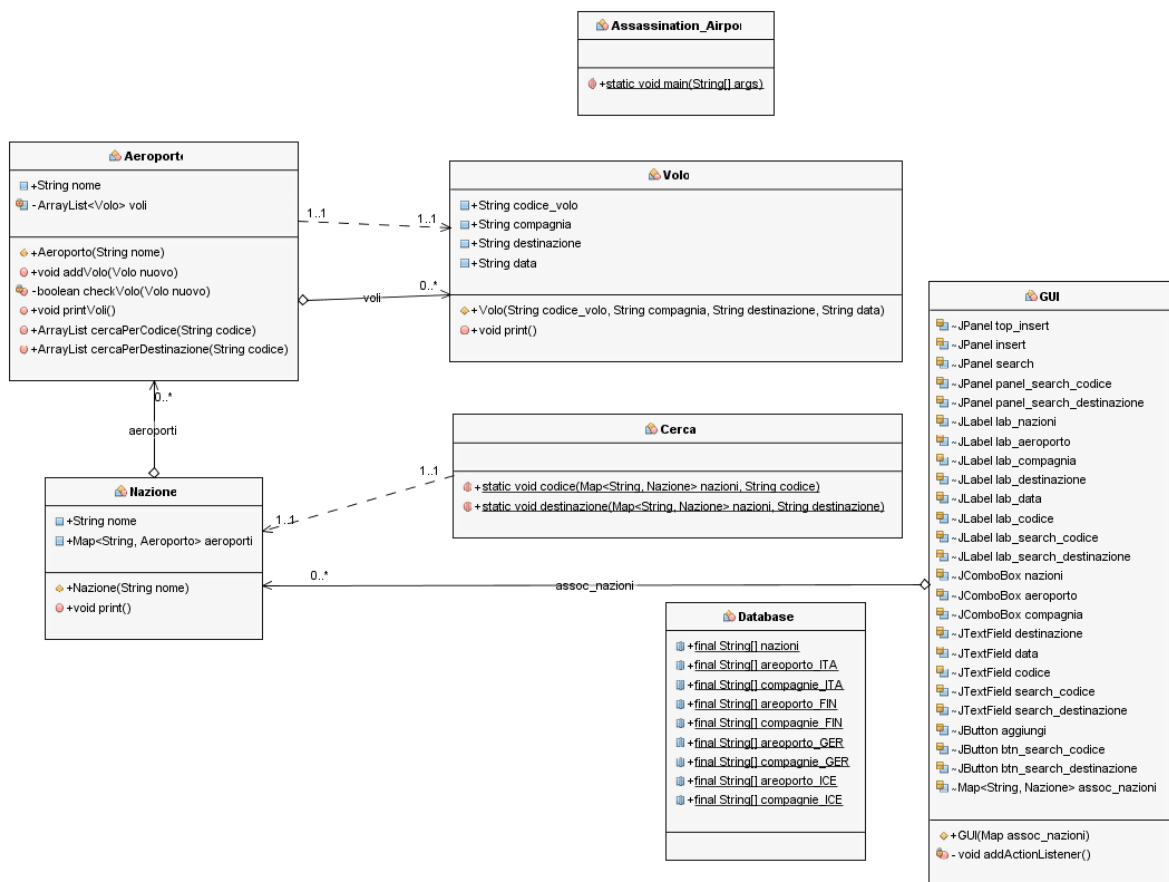 Assassination_Airpo
+static void main(String[] args)
Aeroporto
+String nome
-ArrayList<Volo> voli
+Aeroporto(String nome)
+void addVolo(Volo nuovo)
-boolean checkVolo(Volo nuovo)
+void printVoli()
+ArrayList cercaPerCodice(String codice)
+ArrayList cercaPerDestinazione(String codice)
1..1
1..1
voli
0..*
Volo
+String codice_volo
+String compagnia
+String destinazione
+String data
+Volo(String codice_volo, String compagnia, String destinazione, String data)
+void print()
0..*
aeroporti
Nazione
+String nome
+Map<String, Aeroporto> aeroporti
+Nazione(String nome)
+void print()
1..1
1..1
Cerca
+static void codice(Map<String, Nazione> nazioni, String codice)
+static void destinazione(Map<String, Nazione> nazioni, String destinazione)
0..*
assoc_nazioni
Database
+final String[] nazioni
+final String[] areoporto_ITA
+final String[] compagnie_ITA
+final String[] areoporto_FIN
+final String[] compagnie_FIN
+final String[] areoporto_GER
+final String[] compagnie_GER
+final String[] areoporto_ICE
+final String[] compagnie_ICE
GUI
~JPanel top_insert
~JPanel insert
~JPanel search
~JPanel panel_search_codice
~JPanel panel_search_destinazione
~JLabel lab_nazioni
~JLabel lab_aeroporto
~JLabel lab_compagnia
~JLabel lab_destinazione
~JLabel lab_data
~JLabel lab_codice
~JLabel lab_search_codice
~JLabel lab_search_destinazione
~JComboBox nazioni
~JComboBox aeroporto
~JComboBox compagnia
~JTextField destinazione
~JTextField data
~JTextField codice
~JTextField search_codice
~JTextField search_destinazione
~JButton aggiungi
~JButton btn_search_codice
~JButton btn_search_destinazione
~Map<String, Nazione> assoc_nazioni
+GUI(Map assoc_nazioni)
- void addActionListener()